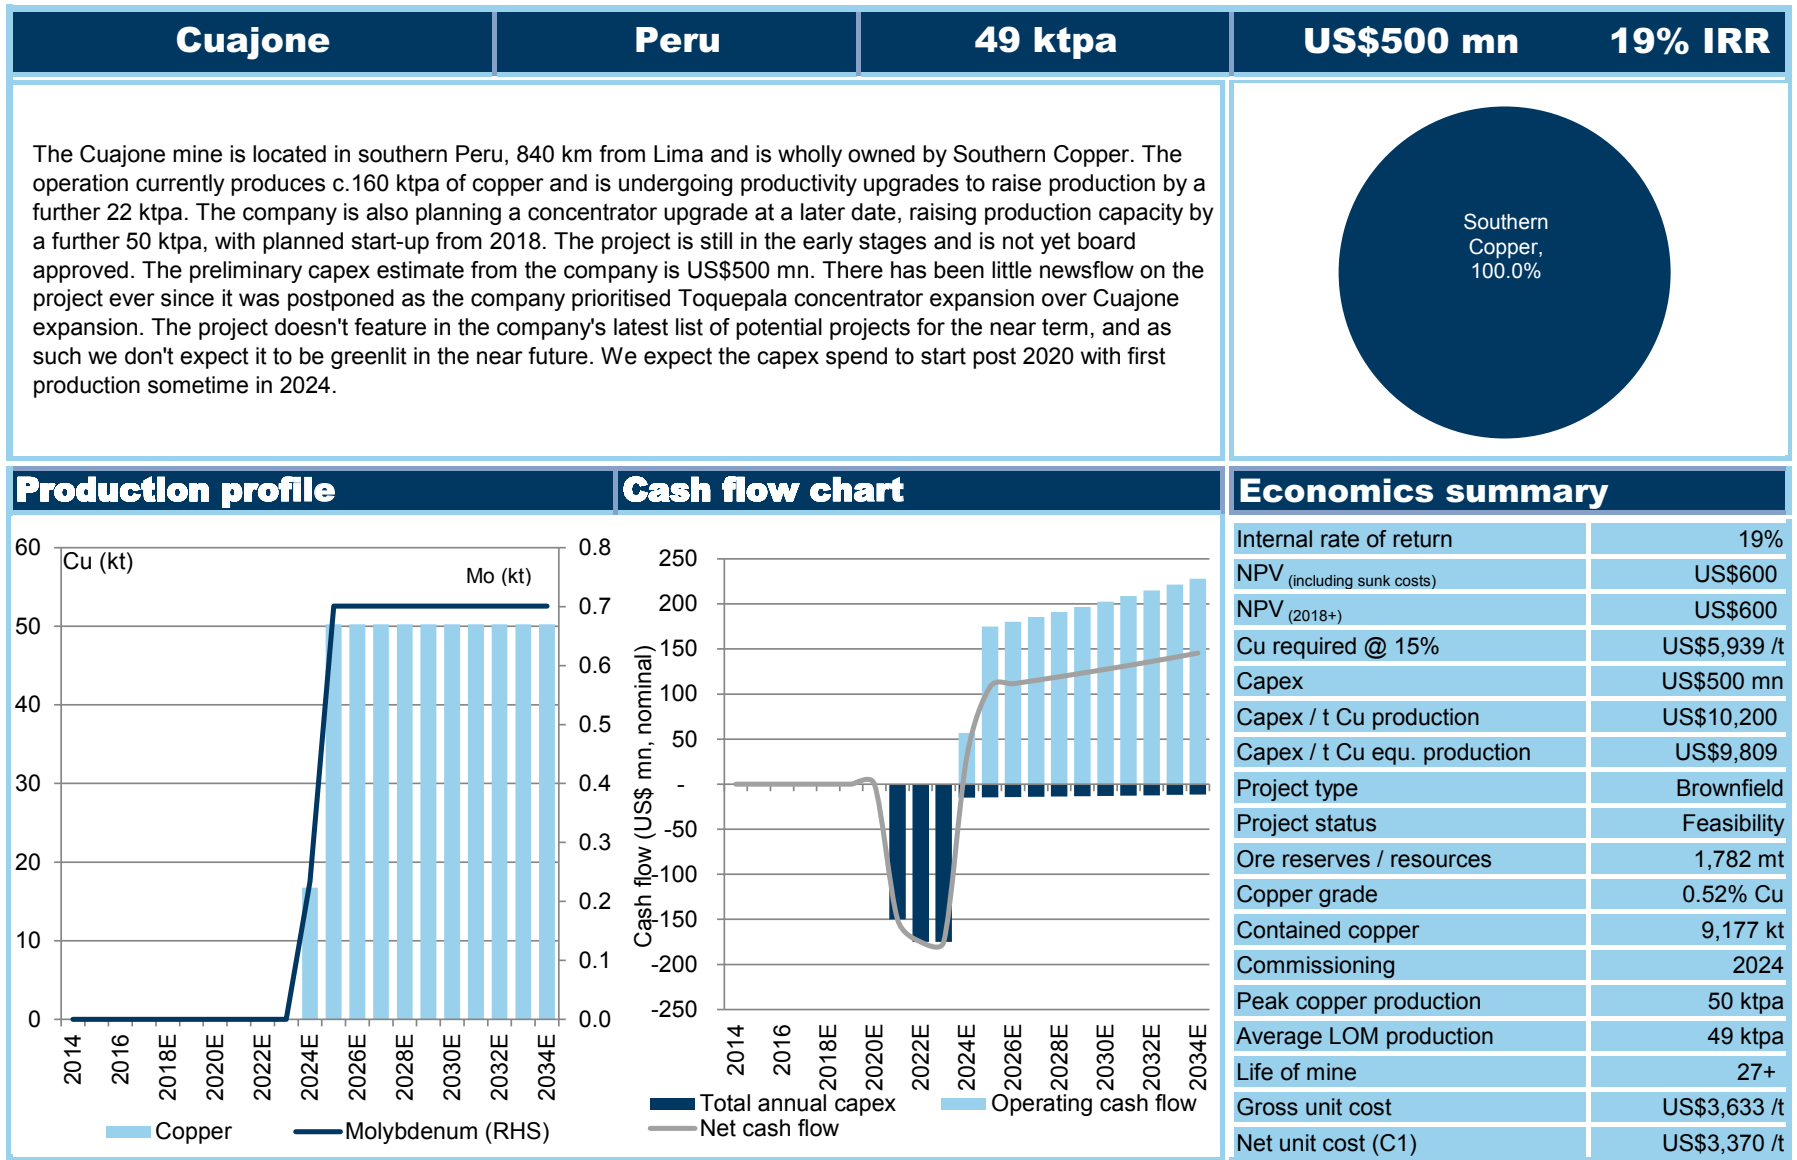 Cuajone
Peru
49 ktpa
US$500 mn
19% IRR
The Cuajone mine is located in southern Peru, 840 km from Lima and is wholly owned by Southern Copper. The
operation currently produces c.160 ktpa of copper and is undergoing productivity upgrades to raise production by a
further 22 ktpa. The company is also planning a concentrator upgrade at a later date, raising production capacity by
a further 50 ktpa, with planned start-up from 2018. The project is still in the early stages and is not yet board
approved. The preliminary capex estimate from the company is US$500 mn. There has been little newsflow on the
project ever since it was postponed as the company prioritised Toquepala concentrator expansion over Cuajone
expansion. The project doesn't feature in the company's latest list of potential projects for the near term, and as
such we don't expect it to be greenlit in the near future. We expect the capex spend to start post 2020 with first
production sometime in 2024.
Southern
Copper,
100.0%
Production profile
Cu (kt)
Mo (kt)
60
50
40
30
20
10
0
0.8
0.7
0.6
0.5
0.4
0.3
0.2
0.1
0.0
2014
2016
2018E
2020E
2022E
2024E
2026E
2028E
2030E
2032E
2034E
Copper
Molybdenum (RHS)
Cash flow chart
Cash flow (US$ mn, nominal)
250
200
150
100
50
-
-50
-100
-150
-200
-250
2014
2016
2018E
2020E
2022E
2024E
2026E
2028E
2030E
2032E
2034E
Total annual capex
Operating cash flow
Net cash flow
Economics summary
Internal rate of return 19%
NPV (including sunk costs) US$600
NPV (2018+) US$600
Cu required @ 15% US$5,939 /t
Capex US$500 mn
Capex / t Cu production US$10,200
Capex / t Cu equ. production US$9,809
Project type Brownfield
Project status Feasibility
Ore reserves / resources 1,782 mt
Copper grade 0.52% Cu
Contained copper 9,177 kt
Commissioning 2024
Peak copper production 50 ktpa
Average LOM production 49 ktpa
Life of mine 27+
Gross unit cost US$3,633 /t
Net unit cost (C1) US$3,370 /t